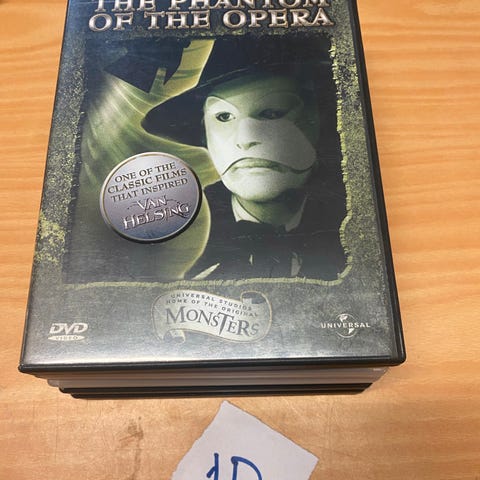 THE PHANTOM
OF THE OPERA
ONE OF THE
CLASSIC FILMS
THAT INSPIRED
VAN
HELSING
UNIVERSAL STUDIOS
HOME OF THE ORIGINAL
MONSTERS
DVD
VIDEO
UNIVERSAL
1D